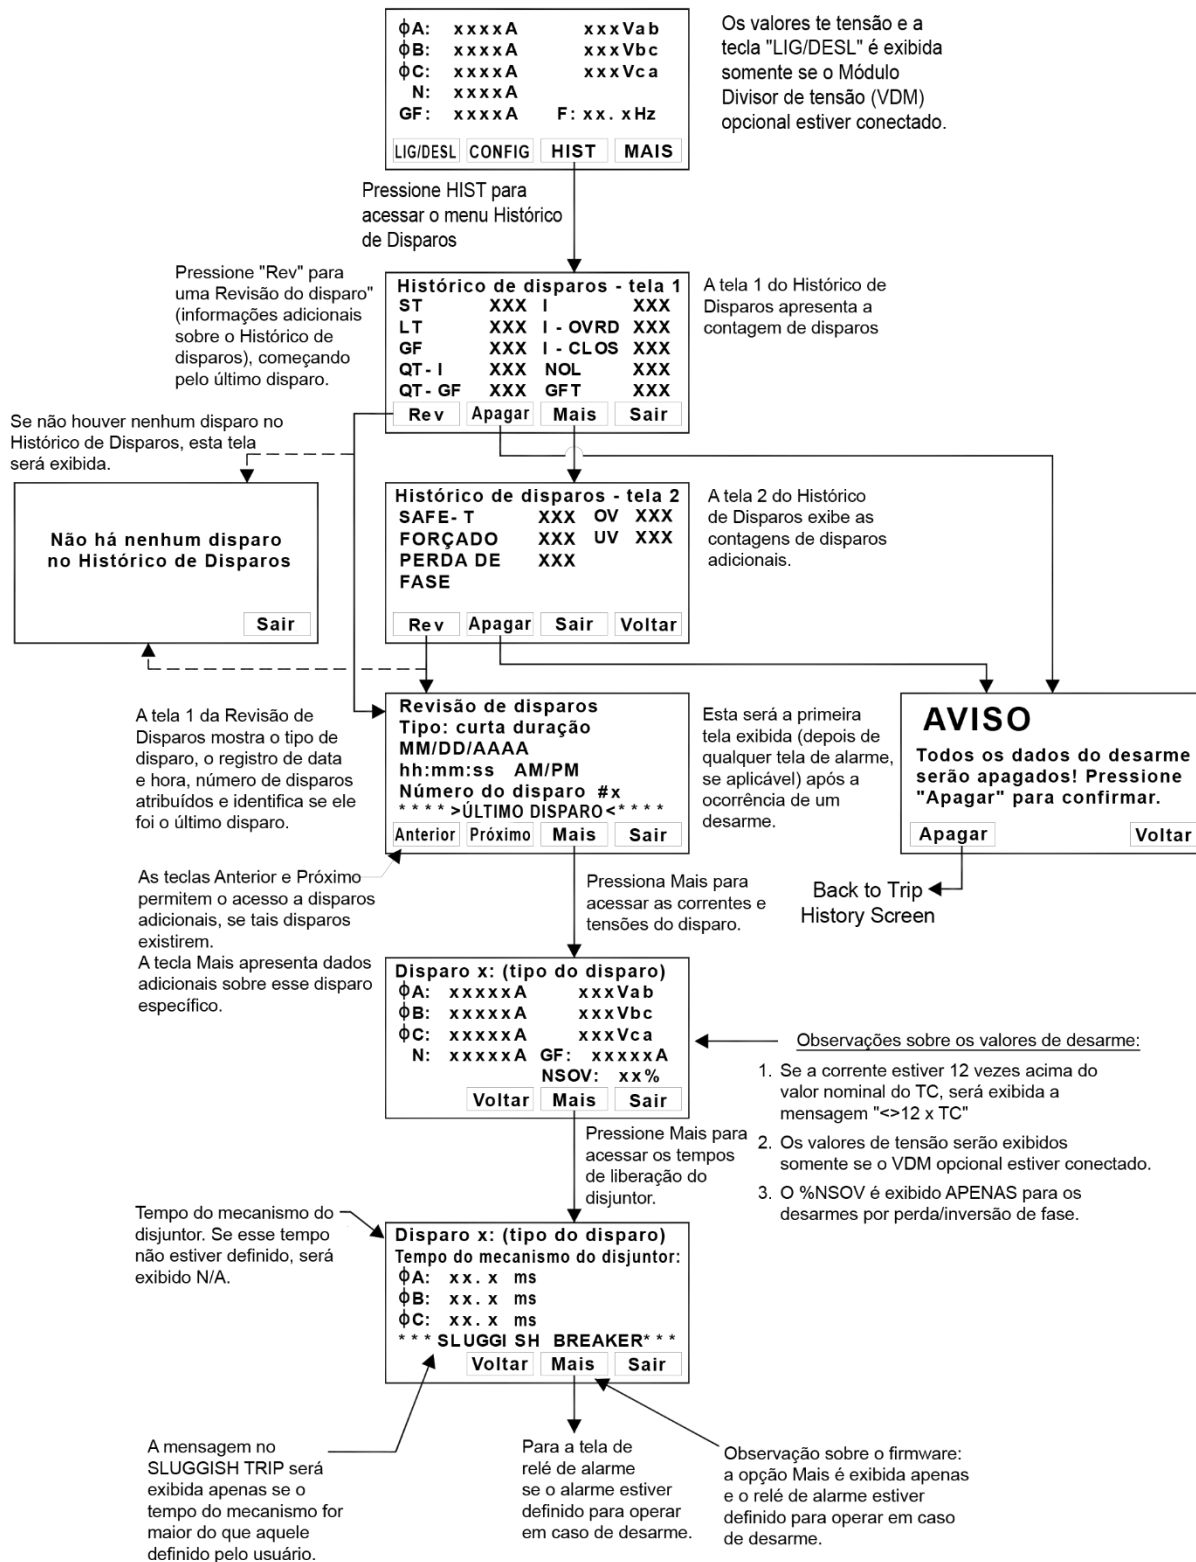 ϕA: xxxxA xxxVab
ϕB: xxxxA xxxVbc
ϕC: xxxxA xxxVca
N: xxxxA
GF: xxxxA F: xx.xHz
LIG/DESL CONFIG HIST MAIS
Os valores te tensão e a
tecla "LIG/DESL" é exibida
somente se o Módulo
Divisor de tensão (VDM)
opcional estiver conectado.
Pressione HIST para
acessar o menu Histórico
de Disparos
Pressione "Rev" para
uma Revisão do disparo"
(informações adicionais
sobre o Histórico de
disparos), começando
pelo último disparo.
Histórico de disparos - tela 1
ST XXX I XXX
LT XXX I - OVRD XXX
GF XXX I - CLOS XXX
QT- I XXX NOL XXX
QT- GF XXX GFT XXX
Rev Apagar Mais Sair
A tela 1 do Histórico de
Disparos apresenta a
contagem de disparos
Se não houver nenhum disparo no
Histórico de Disparos, esta tela
será exibida.
Não há nenhum disparo
no Histórico de Disparos
Sair
Histórico de disparos - tela 2
SAFE- T XXX OV XXX
FORÇADO XXX UV XXX
PERDA DE XXX
FASE
Rev Apagar Sair Voltar
A tela 2 do Histórico
de Disparos exibe as
contagens de disparos
adicionais.
A tela 1 da Revisão de
Disparos mostra o tipo de
disparo, o registro de data
e hora, número de disparos
atribuídos e identifica se ele
foi o último disparo.
Revisão de disparos
Tipo: curta duração
MM/DD/AAAA
hh:mm:ss AM/PM
Número do disparo #x
* * * * >ÚLTIMO DISPARO< * * * *
Anterior Próximo Mais Sair
Esta será a primeira
tela exibida (depois de
qualquer tela de alarme,
se aplicável) após a
ocorrência de um
desarme.
AVISO
Todos os dados do desarme
serão apagados! Pressione
"Apagar" para confirmar.
Apagar Voltar
Back to Trip
History Screen
As teclas Anterior e Próximo
permitem o acesso a disparos
adicionais, se tais disparos
existirem.
A tecla Mais apresenta dados
adicionais sobre esse disparo
específico.
Pressiona Mais para
acessar as correntes e
tensões do disparo.
Disparo x: (tipo do disparo)
ϕA: xxxxxA xxxVab
ϕB: xxxxxA xxxVbc
ϕC: xxxxxA xxxVca
N: xxxxxA GF: xxxxxA
NSOV: xx%
Voltar Mais Sair
Observações sobre os valores de desarme:
1. Se a corrente estiver 12 vezes acima do
valor nominal do TC, será exibida a
mensagem "<>12 x TC"
2. Os valores de tensão serão exibidos
somente se o VDM opcional estiver conectado.
3. O %NSOV é exibido APENAS para os
desarmes por perda/inversão de fase.
Pressione Mais para
acessar os tempos
de liberação do
disjuntor.
Tempo do mecanismo do
disjuntor. Se esse tempo
não estiver definido, será
exibido N/A.
Disparo x: (tipo do disparo)
Tempo do mecanismo do disjuntor:
ϕA: xx.x ms
ϕB: xx.x ms
ϕC: xx.x ms
* * * SLUGGI SH BREAKER* * *
Voltar Mais Sair
A mensagem no
SLUGGISH TRIP será
exibida apenas se o
tempo do mecanismo for
maior do que aquele
definido pelo usuário.
Para a tela de
relé de alarme
se o alarme estiver
definido para operar
em caso de desarme.
Observação sobre o firmware:
a opção Mais é exibida apenas
e o relé de alarme estiver
definido para operar em caso
de desarme.